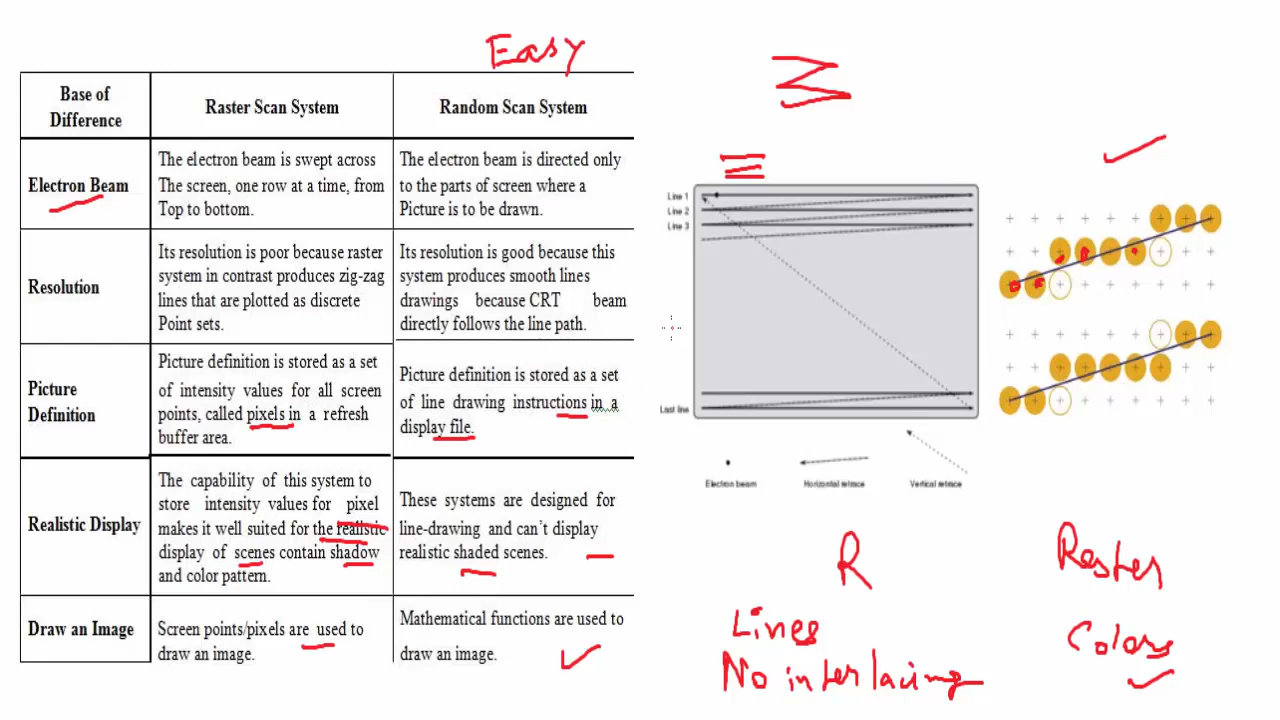 Easy
Base of
Difference
Raster Scan System
Random Scan System
Electron Beam
The electron beam is swept across
The screen, one row at a time, from
Top to bottom.
The electron beam is directed only
to the parts of screen where a
Picture is to be drawn.
Resolution
Its resolution is poor because raster
system in contrast produces zig-zag
lines that are plotted as discrete
Point sets.
Its resolution is good because this
system produces smooth lines
drawings because CRT beam
directly follows the line path.
Picture
Definition
Picture definition is stored as a set
of intensity values for all screen
points, called pixels in a refresh
buffer area.
Picture definition is stored as a set
of line drawing instructions in a
display file.
Realistic Display
The capability of this system to
store intensity values for pixel
makes it well suited for the realistic
display of scenes contain shadow
and color pattern.
These systems are designed for
line-drawing and can't display
realistic shaded scenes.
Draw an Image
Screen points/pixels are used to
draw an image.
Mathematical functions are used to
draw an image.
Line 1
Line 2
Line 3
Last line
Electron beam
Horizontal retrace
Vertical retrace
R
Lines
No interlacing
Raster
Colors